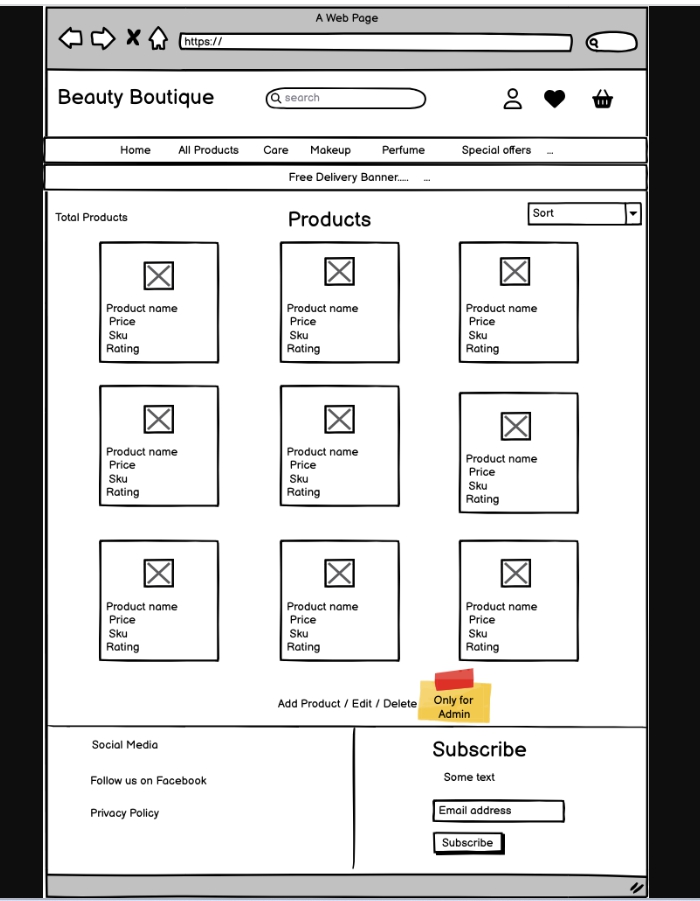 A Web Page
https://
Beauty Boutique
search
Home All Products Care Makeup Perfume Special offers ...
Free Delivery Banner..... ...
Total Products
Products
Sort
Product name
Price
Sku
Rating
Product name
Price
Sku
Rating
Product name
Price
Sku
Rating
Product name
Price
Sku
Rating
Product name
Price
Sku
Rating
Product name
Price
Sku
Rating
Product name
Price
Sku
Rating
Product name
Price
Sku
Rating
Product name
Price
Sku
Rating
Add Product / Edit / Delete
Only for
Admin
Social Media
Follow us on Facebook
Privacy Policy
Subscribe
Some text
Email address
Subscribe